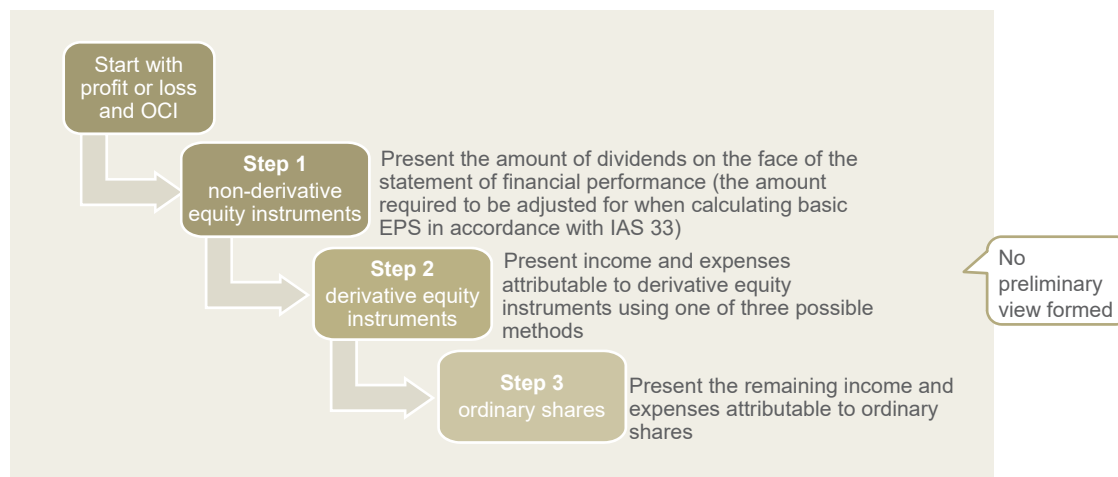 Start with
profit or loss
and OCI
Step 1
non-derivative
equity instruments
Present the amount of dividends on the face of the
statement of financial performance (the amount
required to be adjusted for when calculating basic
EPS in accordance with IAS 33)
Step 2
derivative equity
instruments
Present income and expenses
attributable to derivative equity
instruments using one of three possible
methods
No
preliminary
view formed
Step 3
ordinary shares
Present the remaining income and
expenses attributable to ordinary
shares